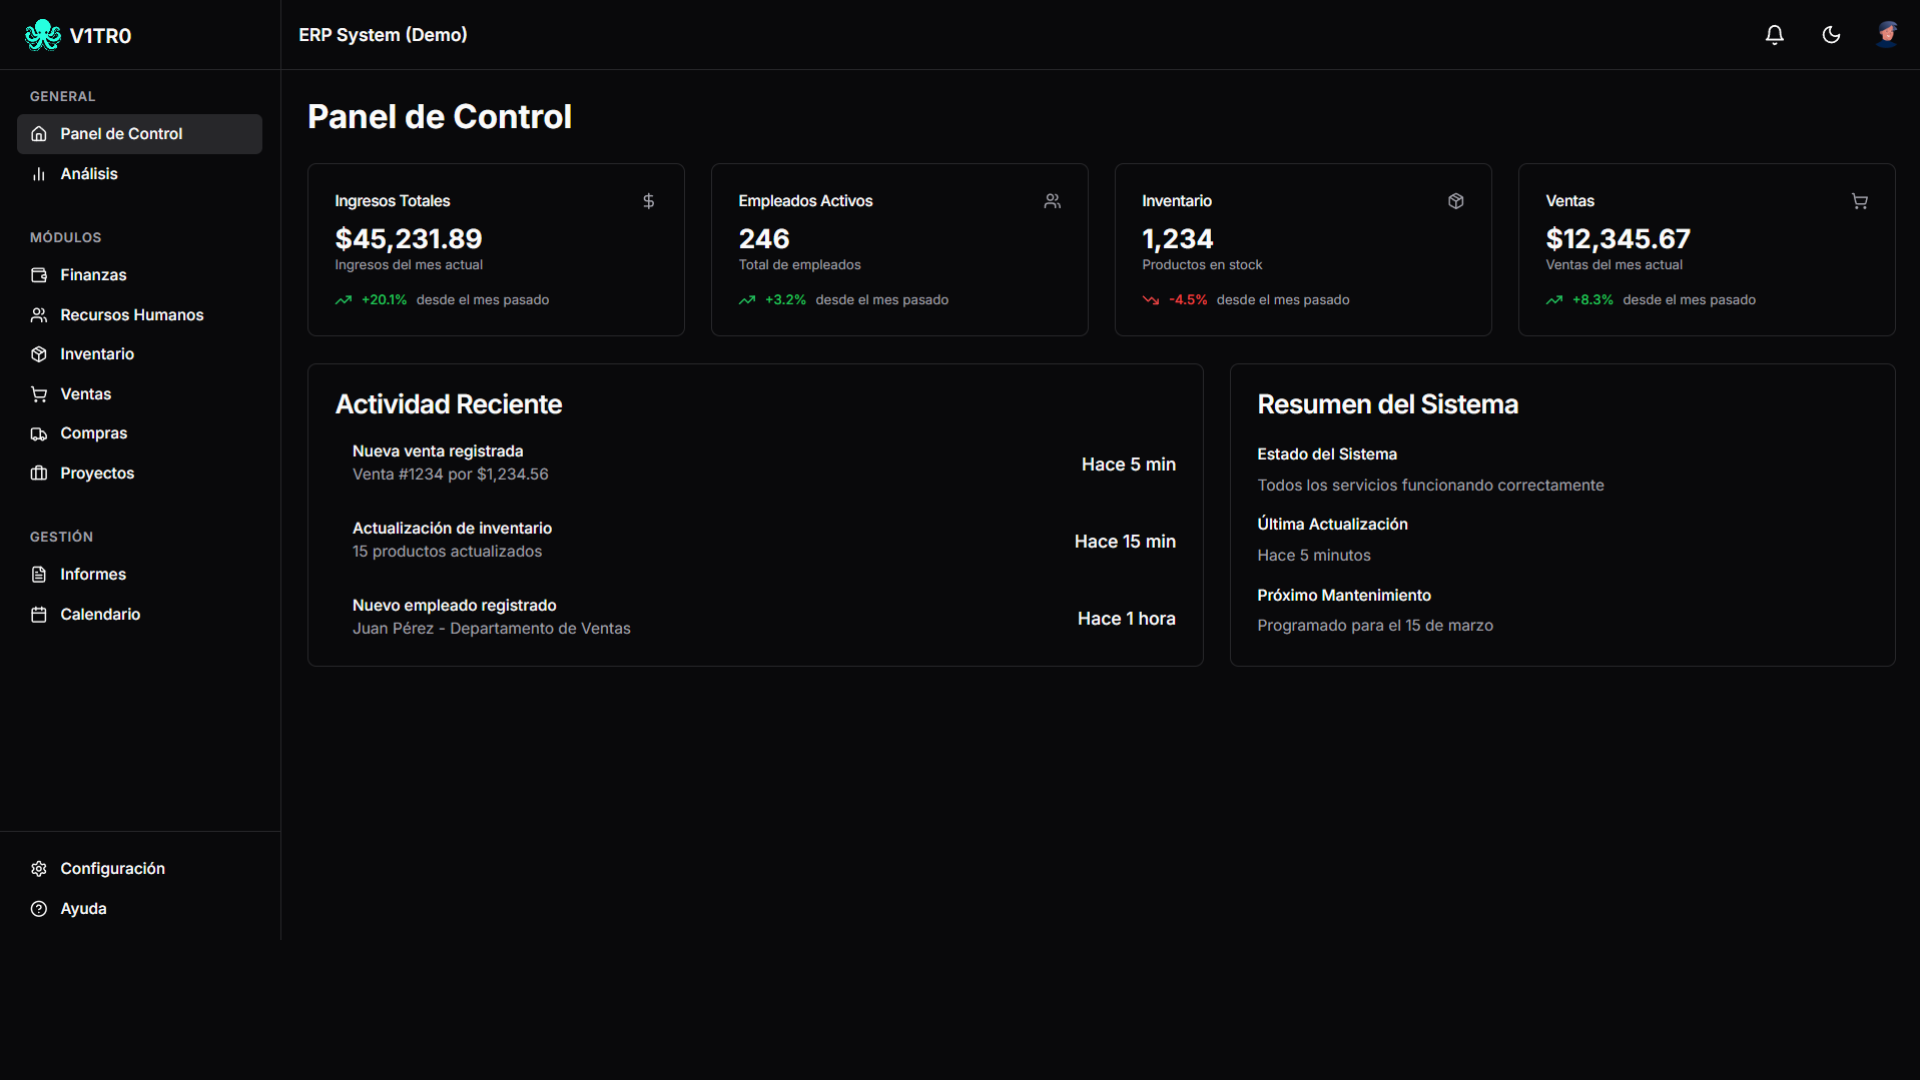 V1TR0
ERP System (Demo)
GENERAL
Panel de Control
Análisis
MÓDULOS
Finanzas
Recursos Humanos
Inventario
Ventas
Compras
Proyectos
GESTIÓN
Informes
Calendario
Configuración
Ayuda
Panel de Control
Ingresos Totales
$45,231.89
Ingresos del mes actual
+20.1% desde el mes pasado
Empleados Activos
246
Total de empleados
+3.2% desde el mes pasado
Inventario
1,234
Productos en stock
-4.5% desde el mes pasado
Ventas
$12,345.67
Ventas del mes actual
+8.3% desde el mes pasado
Actividad Reciente
Nueva venta registrada
Venta #1234 por $1,234.56
Hace 5 min
Actualización de inventario
15 productos actualizados
Hace 15 min
Nuevo empleado registrado
Juan Pérez - Departamento de Ventas
Hace 1 hora
Resumen del Sistema
Estado del Sistema
Todos los servicios funcionando correctamente
Última Actualización
Hace 5 minutos
Próximo Mantenimiento
Programado para el 15 de marzo